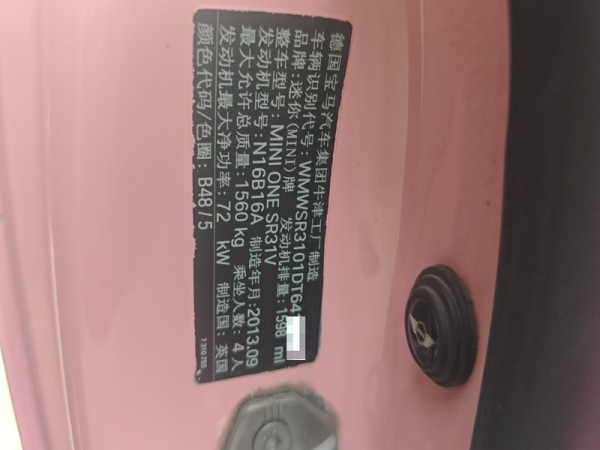 德国宝马汽车集团牛津工厂制造
车辆识别代号: WMWSR3101DT64
品牌:迷你(MINI)牌 发动机排量: 1598 ml
整车型号: MINI ONE SR31V
发动机型号: N16B16A 制造年月: 2013.09
最大允许总质量: 1560 kg 乘坐人数: 4 人
发动机最大净功率: 72 kW 制造国: 英国
颜色代码/色圈: B48/5
7 310 755